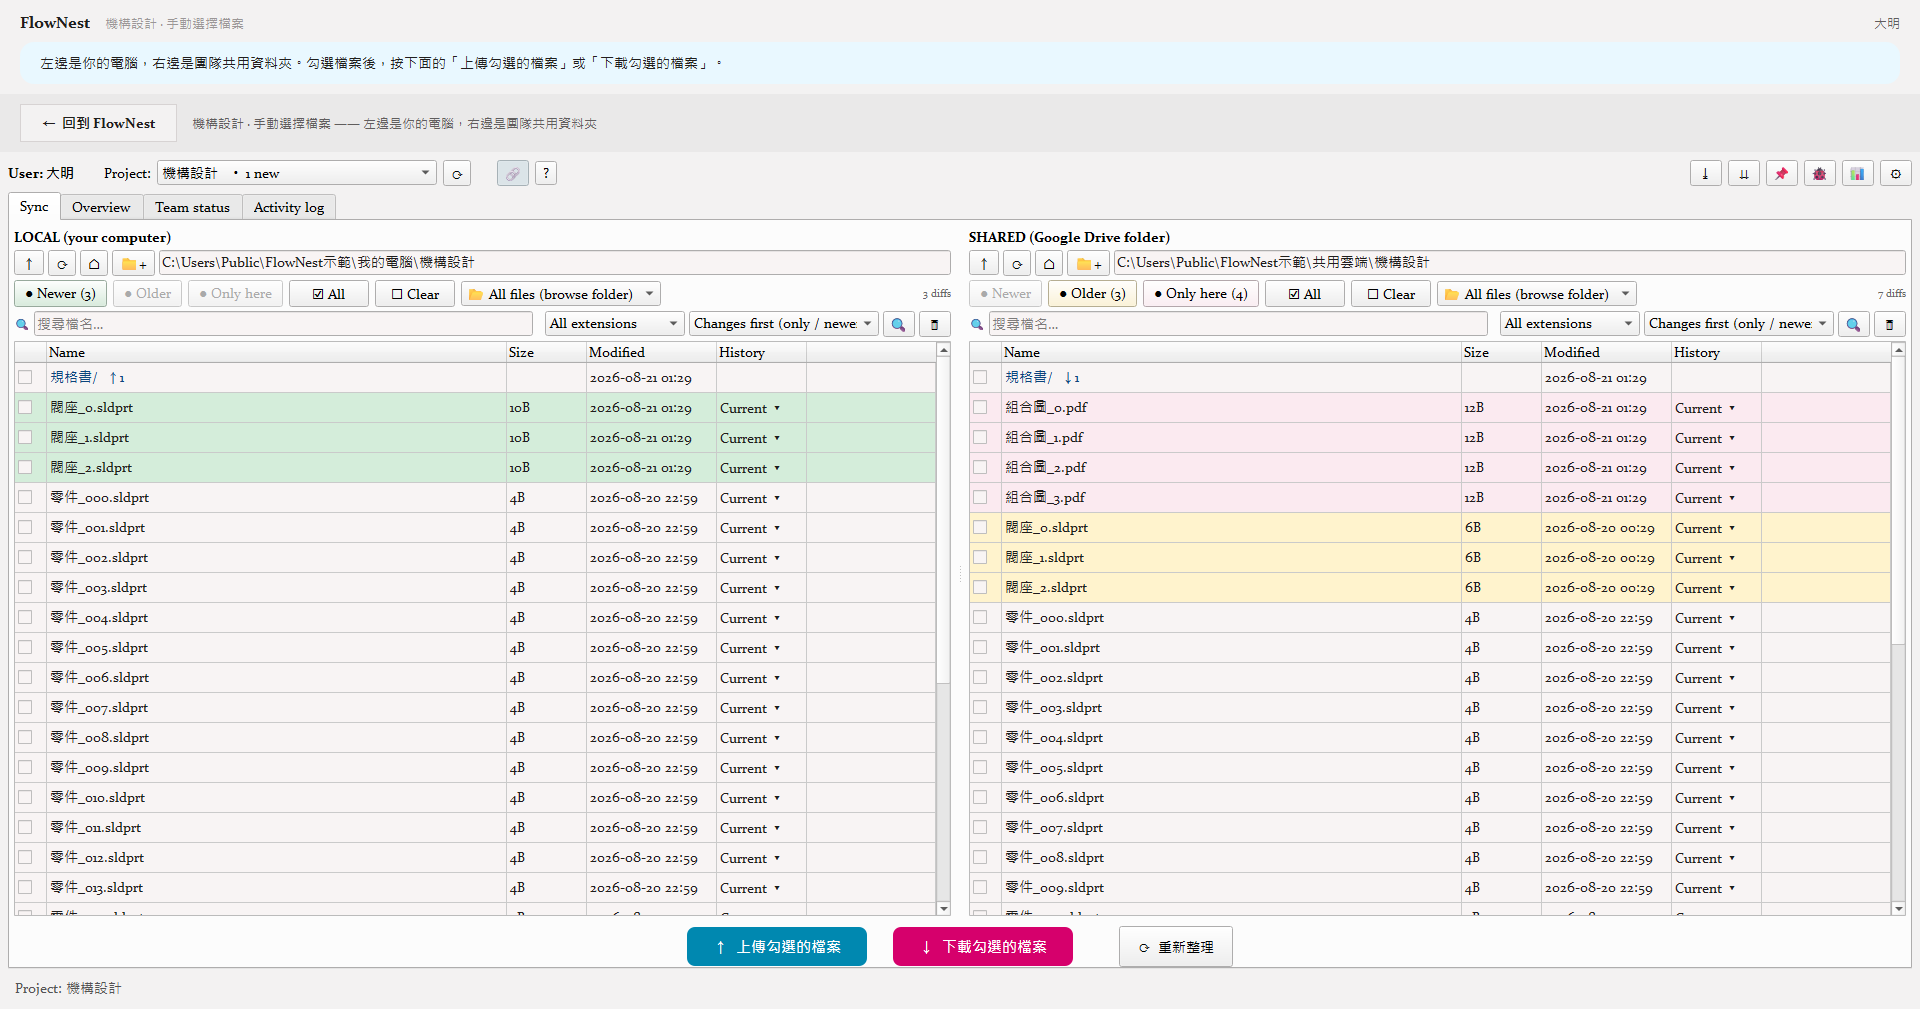 FlowNest 機構設計 · 手動選擇檔案 大明
左邊是你的電腦，右邊是團隊共用資料夾。勾選檔案後，按下面的「上傳勾選的檔案」或「下載勾選的檔案」。
← 回到 FlowNest 機構設計 · 手動選擇檔案 —— 左邊是你的電腦，右邊是團隊共用資料夾
User: 大明 Project: 機構設計 • 1 new ?
Sync Overview Team status Activity log
LOCAL (your computer)
C:\Users\Public\FlowNest示範\我的電腦\機構設計
● Newer (3) ● Older ● Only here ☑ All ☐ Clear All files (browse folder) 3 diffs
搜尋檔名... All extensions Changes first (only / newe
Name Size Modified History
規格書/ ↑1 2026-08-21 01:29
閥座_0.sldprt 10B 2026-08-21 01:29 Current
閥座_1.sldprt 10B 2026-08-21 01:29 Current
閥座_2.sldprt 10B 2026-08-21 01:29 Current
零件_000.sldprt 4B 2026-08-20 22:59 Current
零件_001.sldprt 4B 2026-08-20 22:59 Current
零件_002.sldprt 4B 2026-08-20 22:59 Current
零件_003.sldprt 4B 2026-08-20 22:59 Current
零件_004.sldprt 4B 2026-08-20 22:59 Current
零件_005.sldprt 4B 2026-08-20 22:59 Current
零件_006.sldprt 4B 2026-08-20 22:59 Current
零件_007.sldprt 4B 2026-08-20 22:59 Current
零件_008.sldprt 4B 2026-08-20 22:59 Current
零件_009.sldprt 4B 2026-08-20 22:59 Current
零件_010.sldprt 4B 2026-08-20 22:59 Current
零件_011.sldprt 4B 2026-08-20 22:59 Current
零件_012.sldprt 4B 2026-08-20 22:59 Current
零件_013.sldprt 4B 2026-08-20 22:59 Current
SHARED (Google Drive folder)
C:\Users\Public\FlowNest示範\共用雲端\機構設計
● Newer ● Older (3) ● Only here (4) ☑ All ☐ Clear All files (browse folder) 7 diffs
搜尋檔名... All extensions Changes first (only / newe
Name Size Modified History
規格書/ ↓1 2026-08-21 01:29
組合圖_0.pdf 12B 2026-08-21 01:29 Current
組合圖_1.pdf 12B 2026-08-21 01:29 Current
組合圖_2.pdf 12B 2026-08-21 01:29 Current
組合圖_3.pdf 12B 2026-08-21 01:29 Current
閥座_0.sldprt 6B 2026-08-20 00:29 Current
閥座_1.sldprt 6B 2026-08-20 00:29 Current
閥座_2.sldprt 6B 2026-08-20 00:29 Current
零件_000.sldprt 4B 2026-08-20 22:59 Current
零件_001.sldprt 4B 2026-08-20 22:59 Current
零件_002.sldprt 4B 2026-08-20 22:59 Current
零件_003.sldprt 4B 2026-08-20 22:59 Current
零件_004.sldprt 4B 2026-08-20 22:59 Current
零件_005.sldprt 4B 2026-08-20 22:59 Current
零件_006.sldprt 4B 2026-08-20 22:59 Current
零件_007.sldprt 4B 2026-08-20 22:59 Current
零件_008.sldprt 4B 2026-08-20 22:59 Current
零件_009.sldprt 4B 2026-08-20 22:59 Current
↑ 上傳勾選的檔案 ↓ 下載勾選的檔案 ⟳ 重新整理
Project: 機構設計